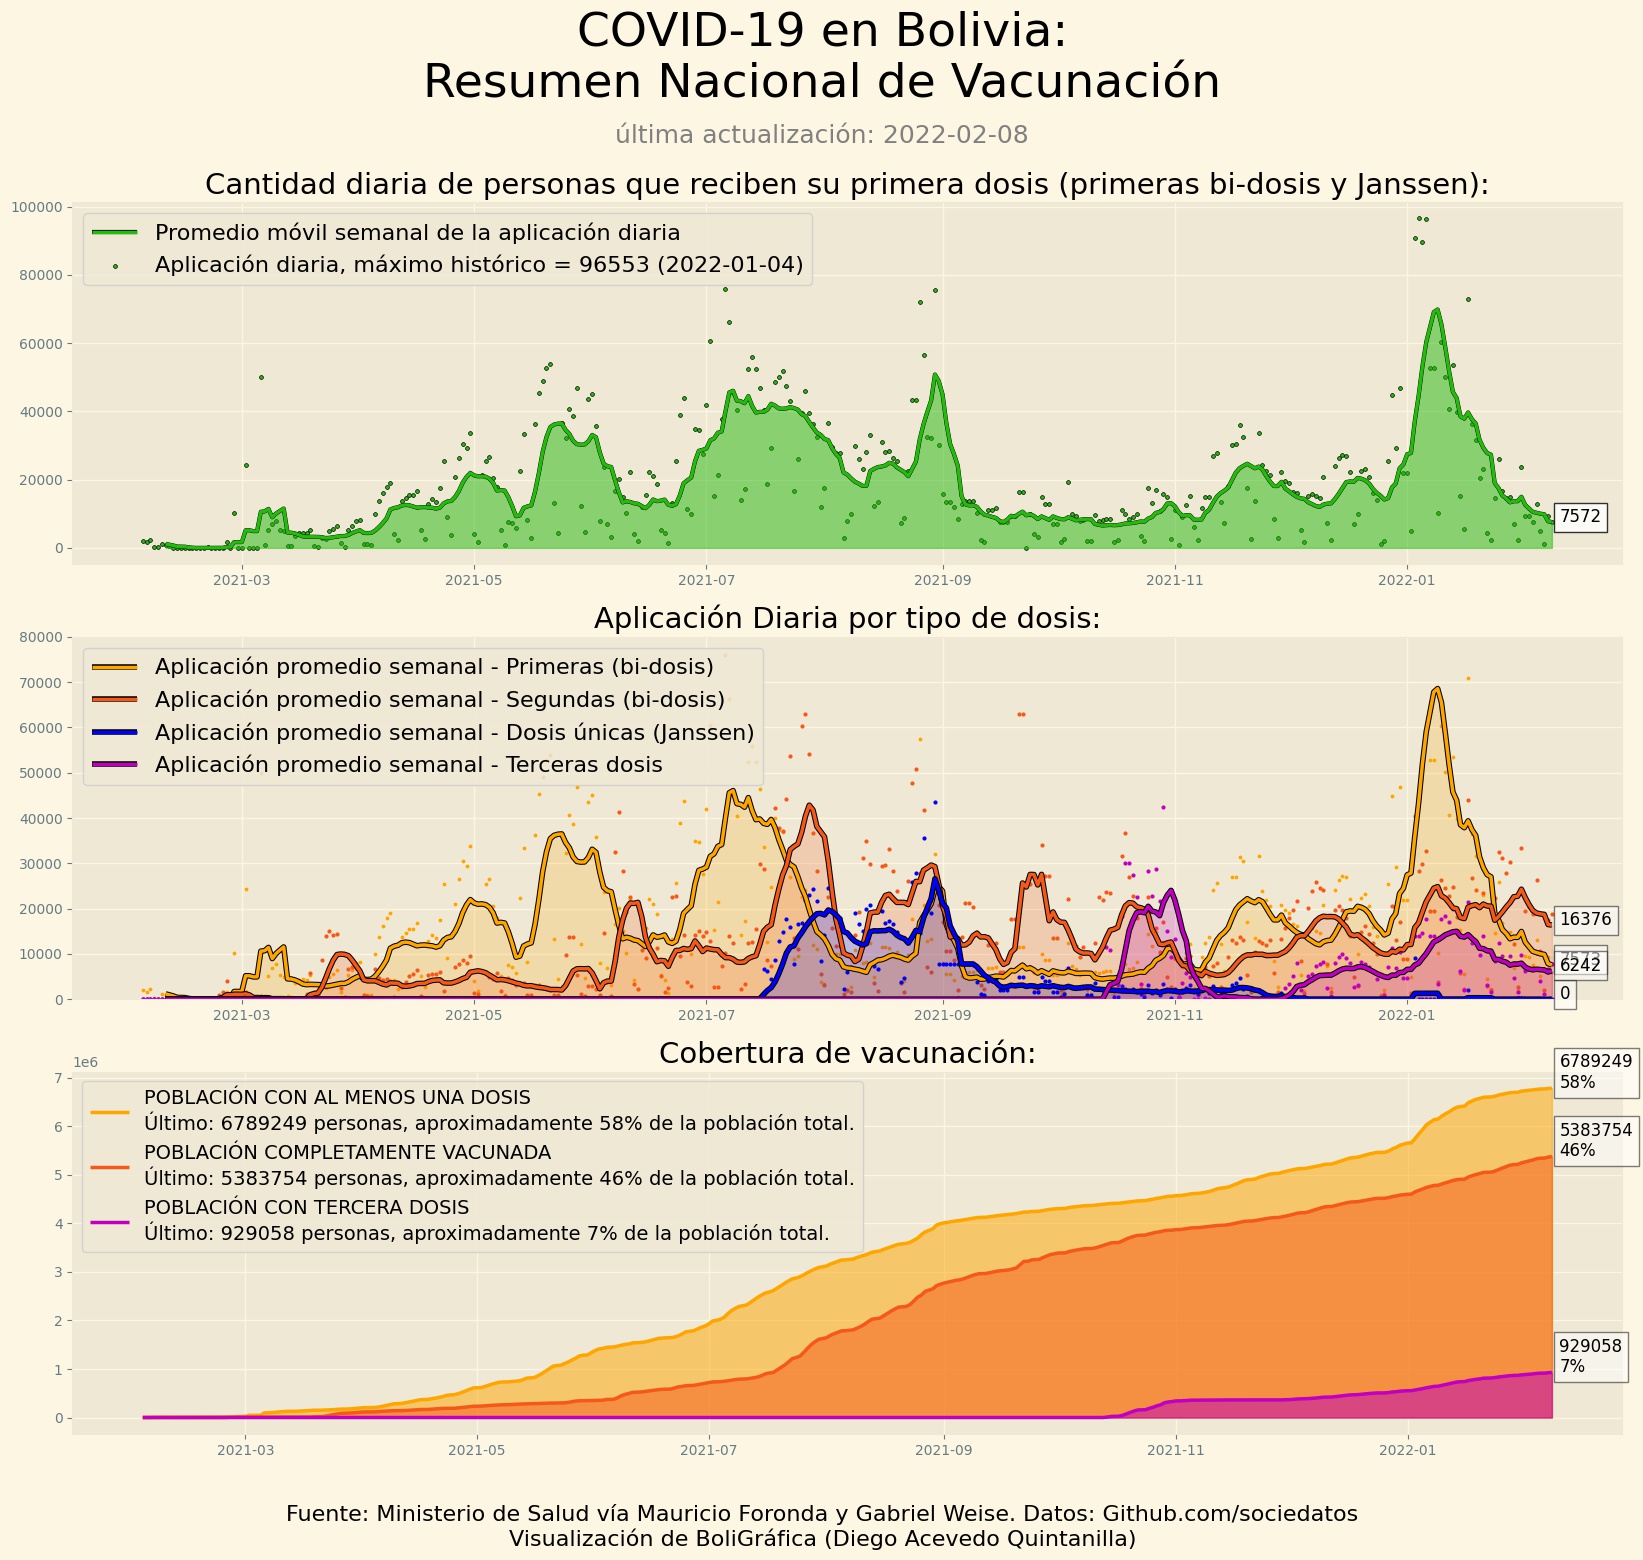 COVID-19 en Bolivia:
Resumen Nacional de Vacunación
última actualización: 2022-02-08
Cantidad diaria de personas que reciben su primera dosis (primeras bi-dosis y Janssen):
100000
80000
60000
40000
20000
0
Promedio móvil semanal de la aplicación diaria
Aplicación diaria, máximo histórico = 96553 (2022-01-04)
7572
2021-03 2021-05 2021-07 2021-09 2021-11 2022-01
Aplicación Diaria por tipo de dosis:
80000
70000
60000
50000
40000
30000
20000
10000
0
Aplicación promedio semanal - Primeras (bi-dosis)
Aplicación promedio semanal - Segundas (bi-dosis)
Aplicación promedio semanal - Dosis únicas (Janssen)
Aplicación promedio semanal - Terceras dosis
16376
6242
0
2021-03 2021-05 2021-07 2021-09 2021-11 2022-01
Cobertura de vacunación:
1e6
7
6
5
4
3
2
1
0
POBLACIÓN CON AL MENOS UNA DOSIS
Último: 6789249 personas, aproximadamente 58% de la población total.
POBLACIÓN COMPLETAMENTE VACUNADA
Último: 5383754 personas, aproximadamente 46% de la población total.
POBLACIÓN CON TERCERA DOSIS
Último: 929058 personas, aproximadamente 7% de la población total.
6789249
58%
5383754
46%
929058
7%
2021-03 2021-05 2021-07 2021-09 2021-11 2022-01
Fuente: Ministerio de Salud vía Mauricio Foronda y Gabriel Weise. Datos: Github.com/sociedatos
Visualización de BoliGráfica (Diego Acevedo Quintanilla)